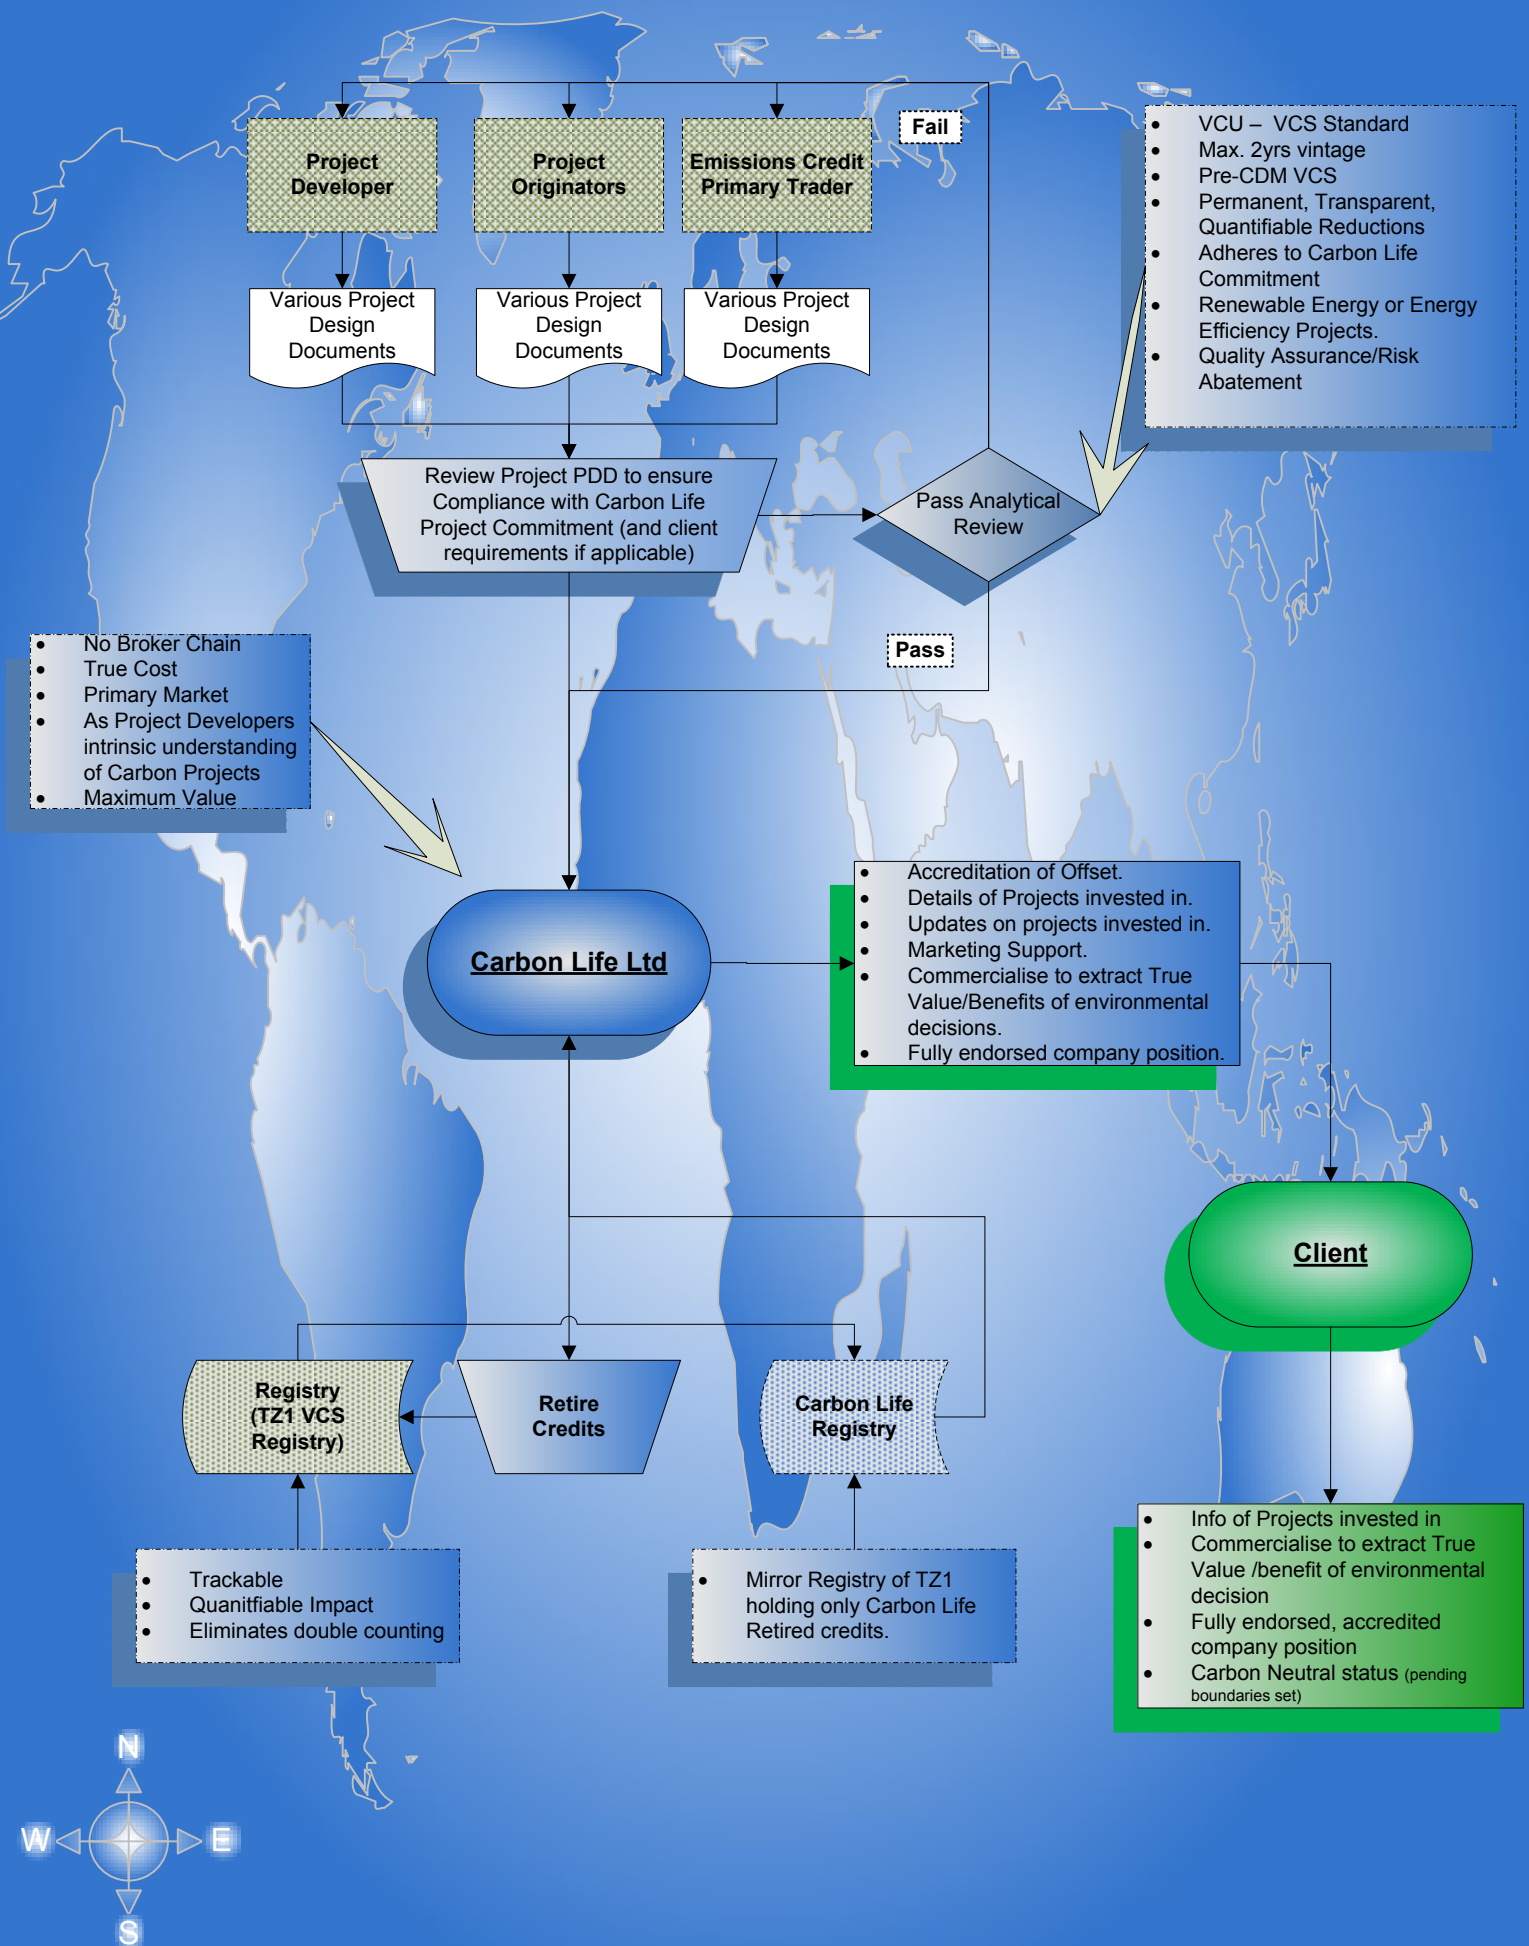 Project
Developer
Project
Originators
Emissions Credit
Primary Trader
Fail
• VCU – VCS Standard
• Max. 2yrs vintage
• Pre-CDM VCS
• Permanent, Transparent,
Quantifiable Reductions
• Adheres to Carbon Life
Commitment
• Renewable Energy or Energy
Efficiency Projects.
• Quality Assurance/Risk
Abatement
Various Project
Design
Documents
Various Project
Design
Documents
Various Project
Design
Documents
Review Project PDD to ensure
Compliance with Carbon Life
Project Commitment (and client
requirements if applicable)
Pass Analytical
Review
Pass
• No Broker Chain
• True Cost
• Primary Market
• As Project Developers
intrinsic understanding
of Carbon Projects
• Maximum Value
Carbon Life Ltd
• Accreditation of Offset.
• Details of Projects invested in.
• Updates on projects invested in.
• Marketing Support.
• Commercialise to extract True
Value/Benefits of environmental
decisions.
• Fully endorsed company position.
Client
Registry
(TZ1 VCS
Registry)
Retire
Credits
Carbon Life
Registry
• Trackable
• Quanitfiable Impact
• Eliminates double counting
• Mirror Registry of TZ1
holding only Carbon Life
Retired credits.
• Info of Projects invested in
• Commercialise to extract True
Value /benefit of environmental
decision
• Fully endorsed, accredited
company position
• Carbon Neutral status (pending
boundaries set)
N
W
E
S